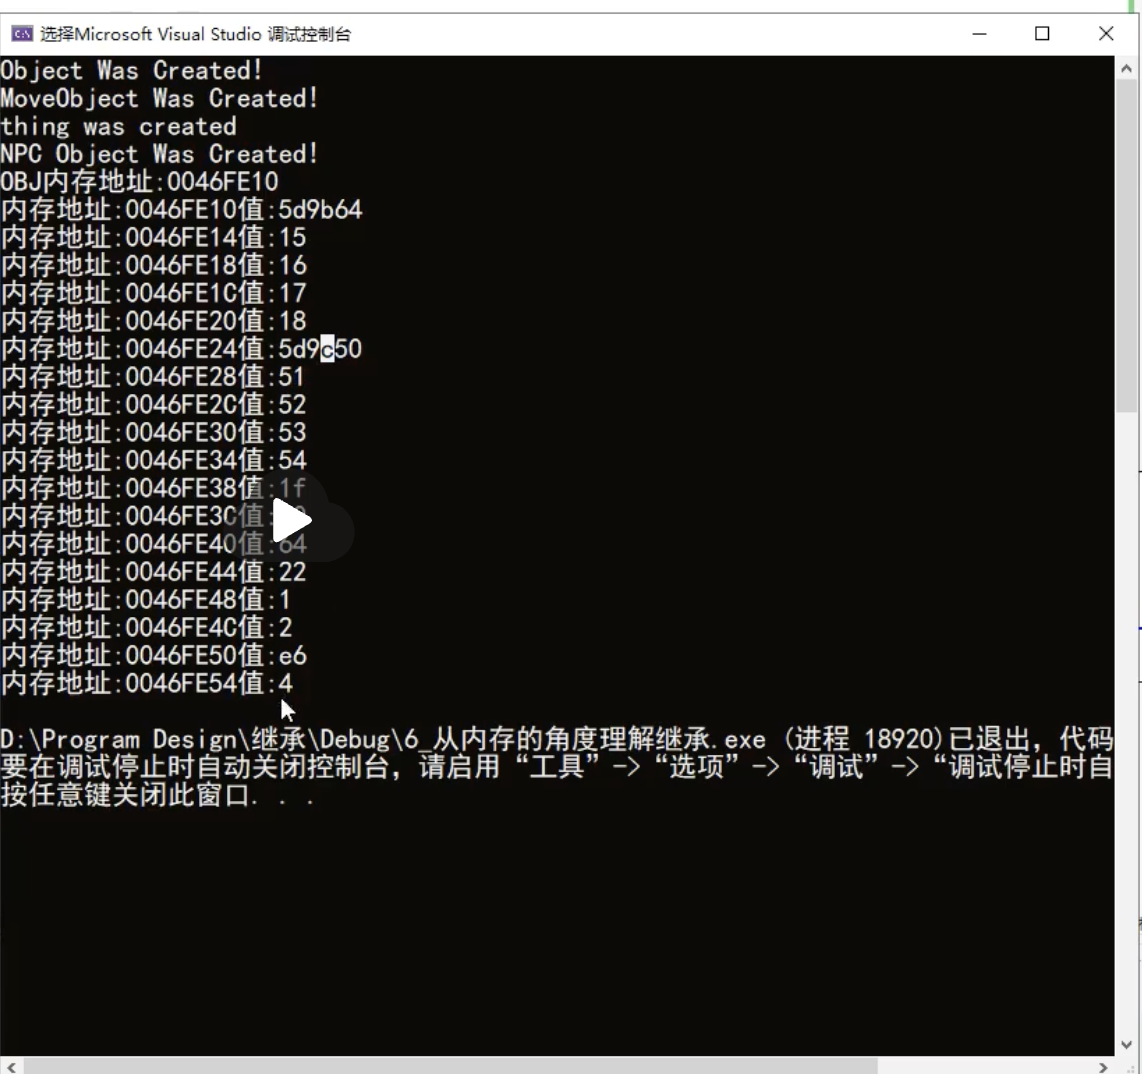 选择Microsoft Visual Studio 调试控制台
Object Was Created!
MoveObject Was Created!
thing was created
NPC Object Was Created!
OBJ内存地址:0046FE10
内存地址:0046FE10值:5d9b64
内存地址:0046FE14值:15
内存地址:0046FE18值:16
内存地址:0046FE1C值:17
内存地址:0046FE20值:18
内存地址:0046FE24值:5d9c50
内存地址:0046FE28值:51
内存地址:0046FE2C值:52
内存地址:0046FE30值:53
内存地址:0046FE34值:54
内存地址:0046FE38值:1f
内存地址:0046FE3C值:
内存地址:0046FE40值:64
内存地址:0046FE44值:22
内存地址:0046FE48值:1
内存地址:0046FE4C值:2
内存地址:0046FE50值:e6
内存地址:0046FE54值:4
D:\Program Design\继承\Debug\6_从内存的角度理解继承.exe (进程 18920)已退出，代码
要在调试停止时自动关闭控制台，请启用“工具”->“选项”->“调试”->“调试停止时自
按任意键关闭此窗口. . .